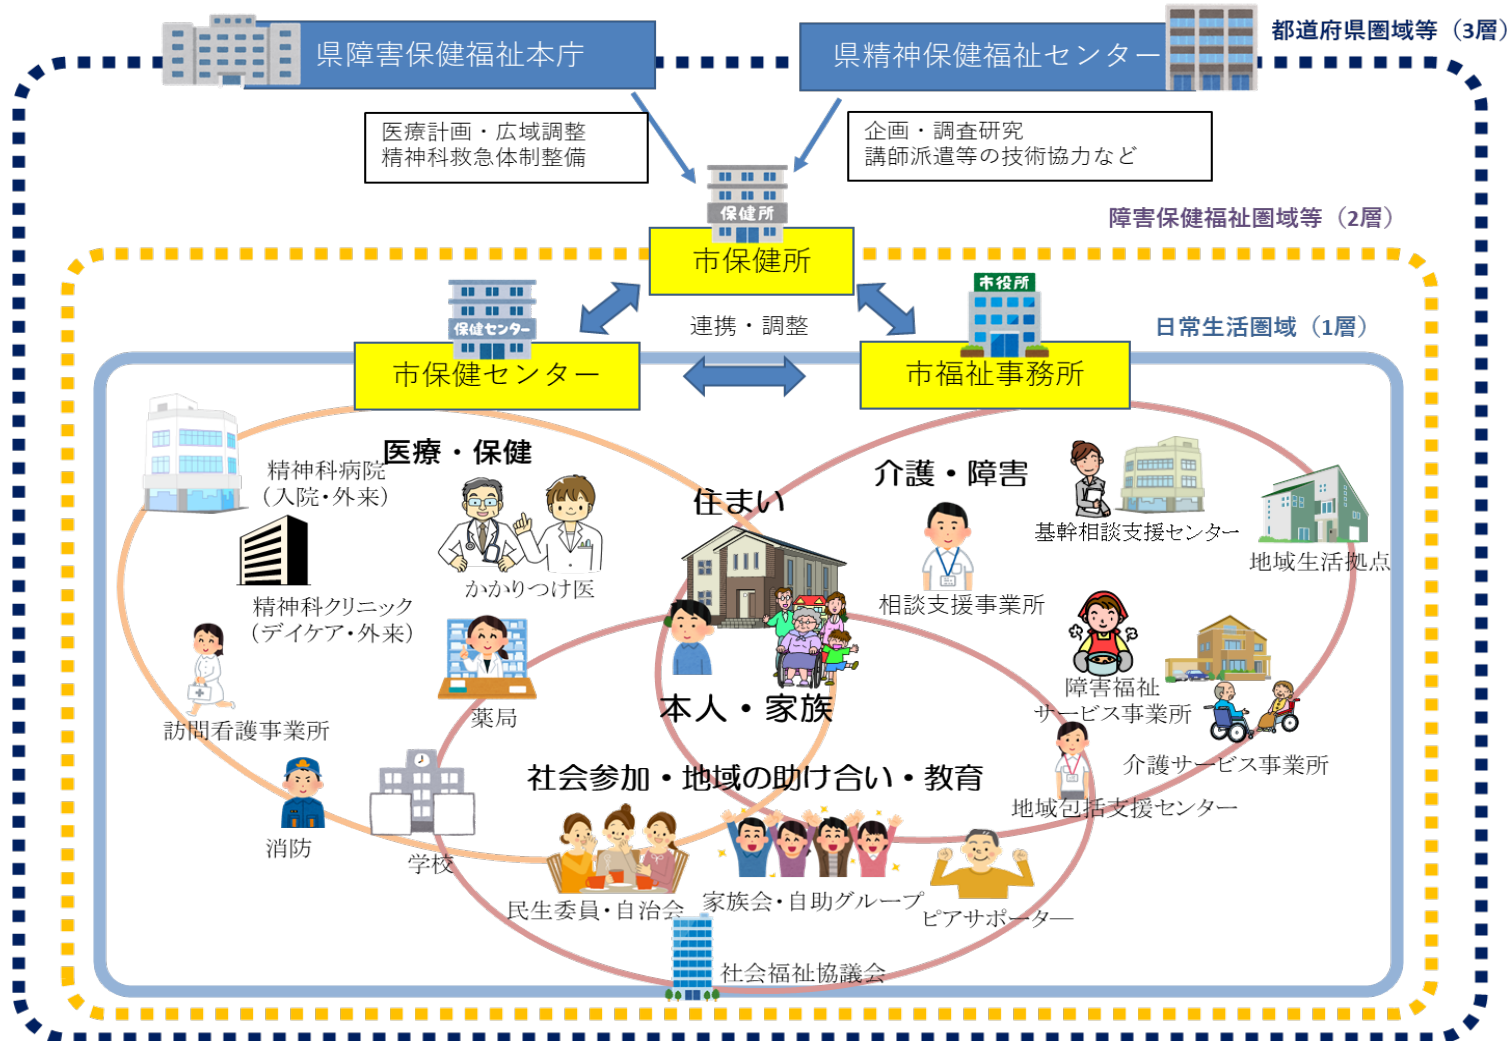 都道府県圏域等（3層）
県障害保健福祉本庁
県精神保健福祉センター
医療計画・広域調整
精神科救急体制整備
企画・調査研究
講師派遣等の技術協力など
保健所
市保健所
障害保健福祉圏域等（2層）
保健センター
市役所
連携・調整
日常生活圏域（1層）
市保健センター
市福祉事務所
医療・保健
精神科病院
（入院・外来）
かかりつけ医
精神科クリニック
（デイケア・外来）
訪問看護事業所
薬局
消防
学校
住まい
本人・家族
介護・障害
相談支援事業所
基幹相談支援センター
地域生活拠点
障害福祉
サービス事業所
介護サービス事業所
地域包括支援センター
社会参加・地域の助け合い・教育
民生委員・自治会
家族会・自助グループ
ピアサポーター
社会福祉協議会